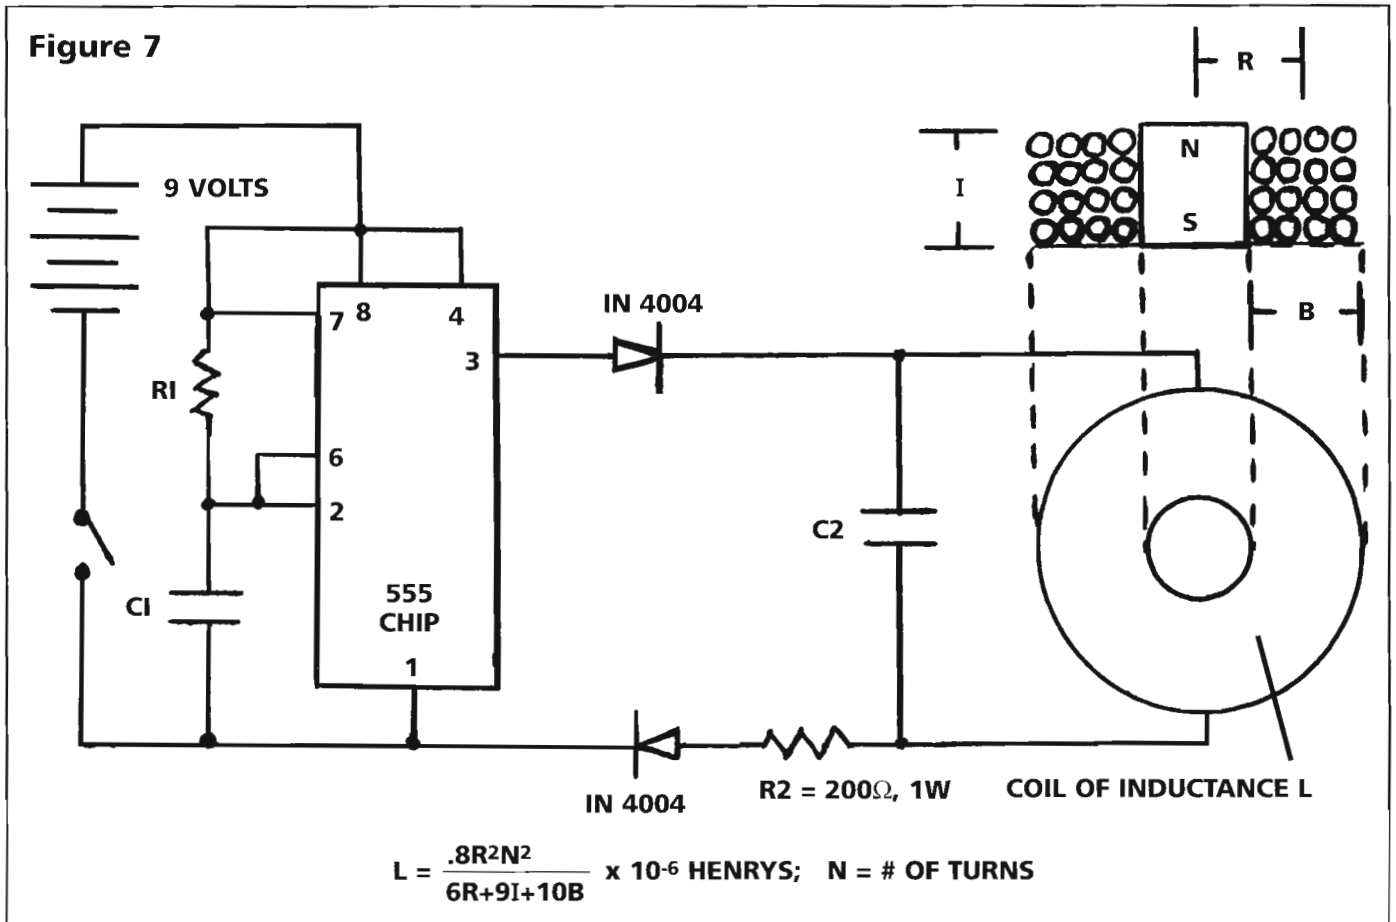 Figure 7
R
N
9 VOLTS
I
S
IN 4004
B
7
8
4
3
RI
6
2
C2
555
CHIP
CI
1
R2 = 200Ω, 1W
COIL OF INDUCTANCE L
IN 4004
L = .8R²N² / 6R+9I+10B x 10⁻⁶ HENRYS; N = # OF TURNS